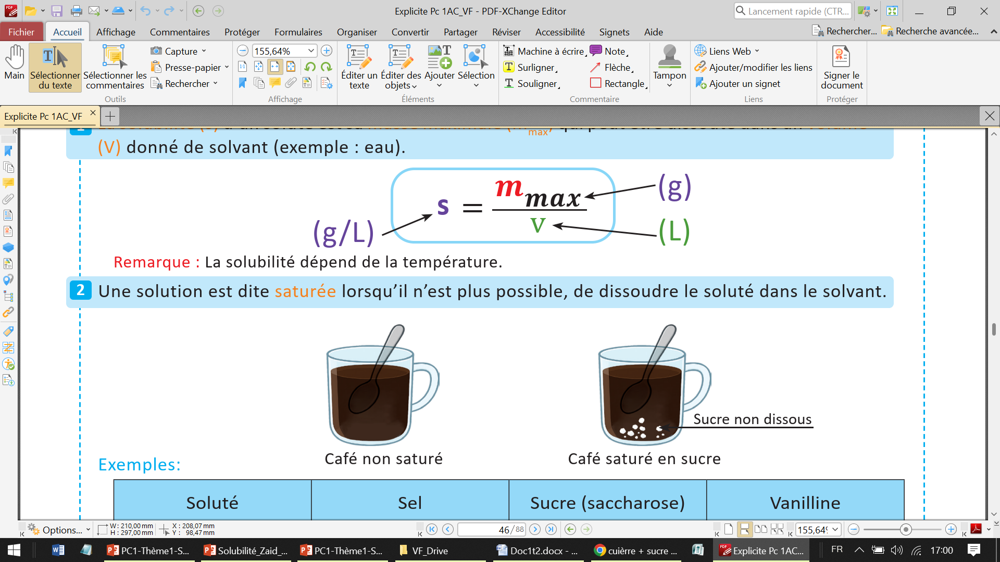 Explicite Pc 1AC_VF - PDF-XChange Editor
Lancement rapide (CTR...
Fichier Accueil Affichage Commentaires Protéger Formulaires Organiser Convertir Partager Réviser Accessibilité Signets Aide
Rechercher... Recherche avancée...
Main
Sélectionner du texte
Sélectionner les commentaires
Capture
Presse-papier
Rechercher
Outils
155,64%
Affichage
Éditer un texte
Éditer des objets
Ajouter
Sélection
Éléments
Machine à écrire
Surligner
Souligner
Note
Flèche
Rectangle
Tampon
Commentaire
Liens Web
Ajouter/modifier les liens
Ajouter un signet
Liens
Signer le document
Protéger
Explicite Pc 1AC_VF
max
(V) donné de solvant (exemple : eau).
s = m max / V
(g)
(g/L)
(L)
Remarque : La solubilité dépend de la température.
2 Une solution est dite saturée lorsqu’il n’est plus possible, de dissoudre le soluté dans le solvant.
Sucre non dissous
Café non saturé
Café saturé en sucre
Exemples:
Soluté Sel Sucre (saccharose) Vanilline
Options...
W: 210,00 mm
H: 297,00 mm
X: 208,07 mm
Y: 98,47 mm
46 / 88
155,64%
PC1-Thème1-S...
Solubilité_Zaid_...
PC1-Thème1-S...
VF_Drive
Doc1t2.docx - ...
cuièrre + sucre ...
Explicite Pc 1AC...
FR
17:00